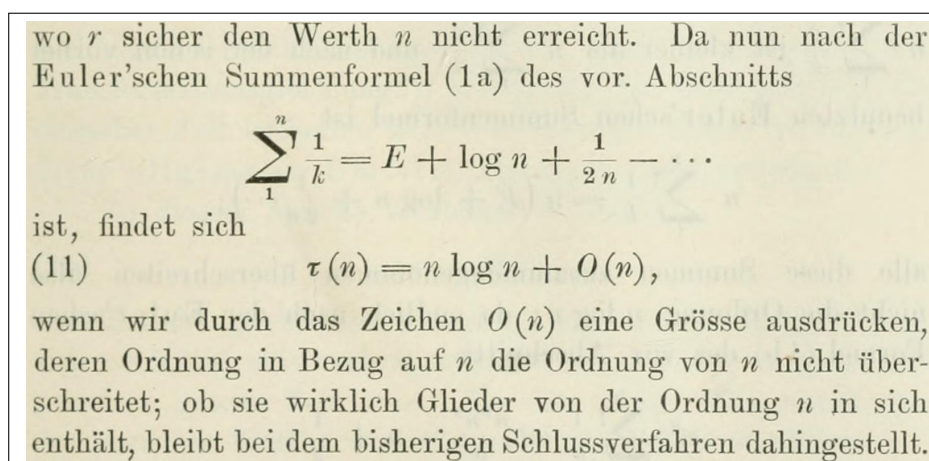 wo r sicher den Werth n nicht erreicht. Da nun nach der
Euler'schen Summenformel (1a) des vor. Abschnitts
n
∑ 1/k = E + log n + 1/2n − ···
1
ist, findet sich
(11) τ(n) = n log n + O(n),
wenn wir durch das Zeichen O(n) eine Grösse ausdrücken,
deren Ordnung in Bezug auf n die Ordnung von n nicht über-
schreitet; ob sie wirklich Glieder von der Ordnung n in sich
enthält, bleibt bei dem bisherigen Schlussverfahren dahingestellt.